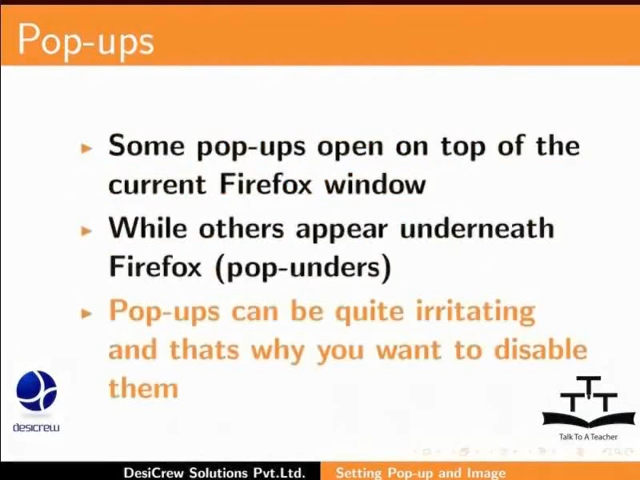 Pop-ups
Some pop-ups open on top of the
current Firefox window
While others appear underneath
Firefox (pop-unders)
Pop-ups can be quite irritating
and thats why you want to disable
them
desicrew
TTT
Talk To A Teacher
DesiCrew Solutions Pvt.Ltd.
Setting Pop-up and Image